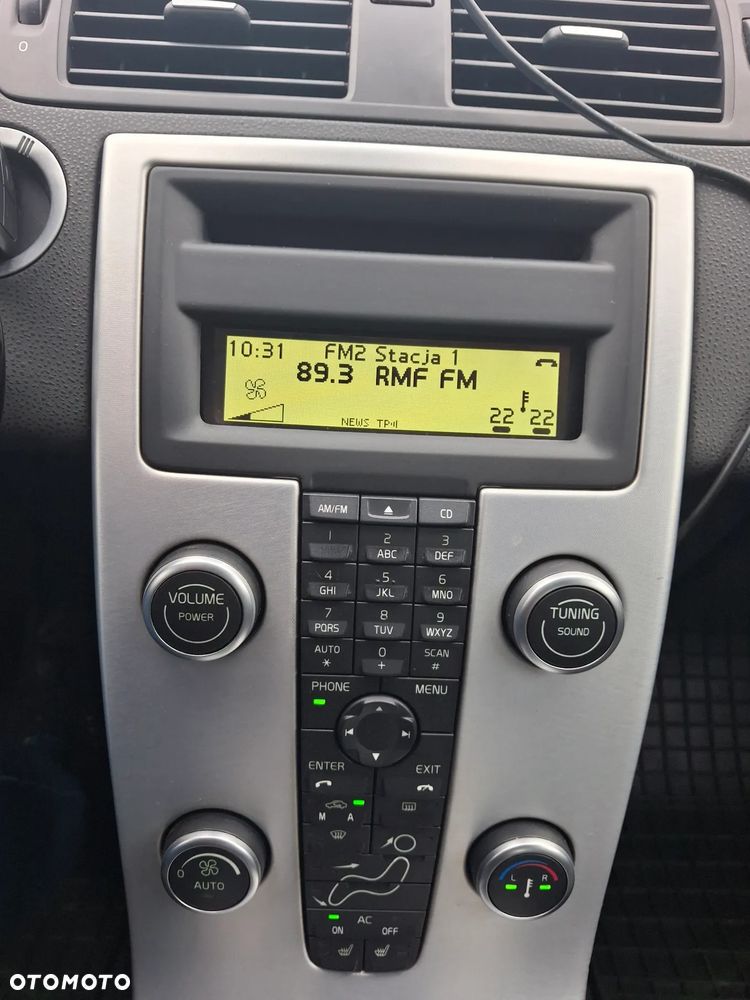 O
10:31 FM2 Stacja 1
89.3 RMF FM
22 22
NEWS TP
AM/FM CD
1 2 3
ABC DEF
4 5 6
GHI JKL MNO
7 8 9
PQRS TUV WXYZ
AUTO 0 SCAN
* + #
VOLUME
POWER
TUNING
SOUND
PHONE MENU
ENTER EXIT
M A
0
AUTO
L R
AC
ON OFF
OTOMOTO